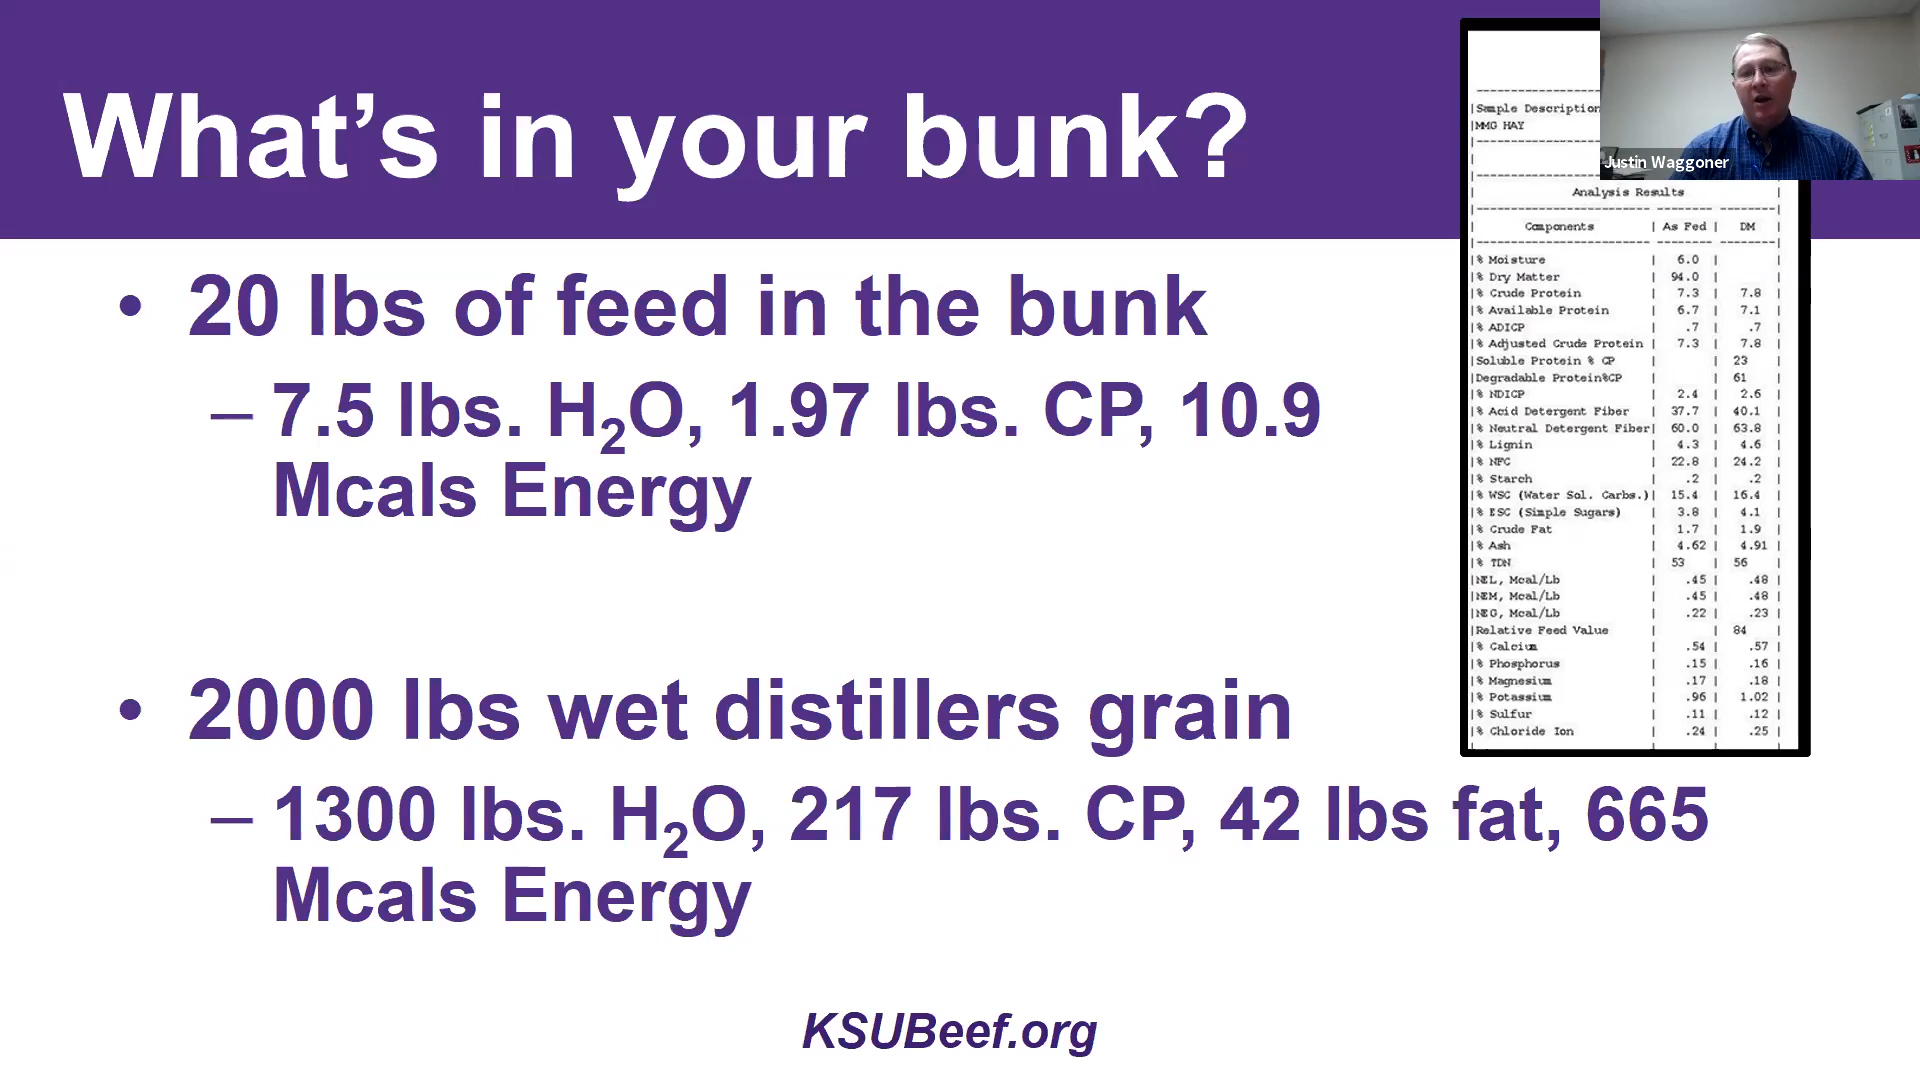 What's in your bunk?
• 20 lbs of feed in the bunk
– 7.5 lbs. H₂O, 1.97 lbs. CP, 10.9
Mcals Energy
• 2000 lbs wet distillers grain
– 1300 lbs. H₂O, 217 lbs. CP, 42 lbs fat, 665
Mcals Energy
KSUBeef.org
Justin Waggoner
Sample Description
MMG HAY
Analysis Results
Components | As Fed | DM
% Moisture | 6.0 |
% Dry Matter | 94.0 |
% Crude Protein | 7.3 | 7.8
% Available Protein | 6.7 | 7.1
% ADICP | .7 | .7
% Adjusted Crude Protein | 7.3 | 7.8
Soluble Protein % CP | | 23
Degradable Protein%CP | | 61
% NDICP | 2.4 | 2.6
% Acid Detergent Fiber | 37.7 | 40.1
% Neutral Detergent Fiber | 60.0 | 63.8
% Lignin | 4.3 | 4.6
% NFC | 22.8 | 24.2
% Starch | .2 | .2
% WSC (Water Sol. Carbs.) | 15.4 | 16.4
% ESC (Simple Sugars) | 3.8 | 4.1
% Crude Fat | 1.7 | 1.9
% Ash | 4.62 | 4.91
% TDN | 53 | 56
NEL, Mcal/Lb | .45 | .48
NEM, Mcal/Lb | .45 | .48
NEG, Mcal/Lb | .22 | .23
Relative Feed Value | | 84
% Calcium | .54 | .57
% Phosphorus | .15 | .16
% Magnesium | .17 | .18
% Potassium | .96 | 1.02
% Sulfur | .11 | .12
% Chloride Ion | .24 | .25